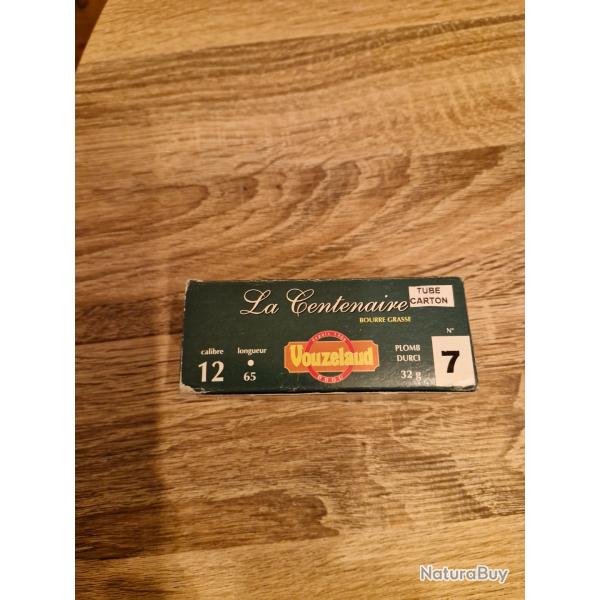 La Centenaire
TUBE
CARTON
BOURRE GRASSE
calibre
12
longueur
65
Vouzelaud
PLOMB
DURCI
32 g
N°
7
NaturaBuy